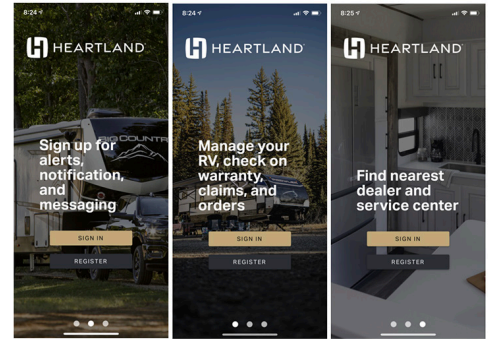 8:24
HEARTLAND
BIG COUNTRY
Sign up for
alerts,
notification,
and
messaging
SIGN IN
REGISTER
8:24
HEARTLAND
Manage your
RV, check on
warranty,
claims, and
orders
SIGN IN
REGISTER
8:25
HEARTLAND
Find nearest
dealer and
service center
SIGN IN
REGISTER